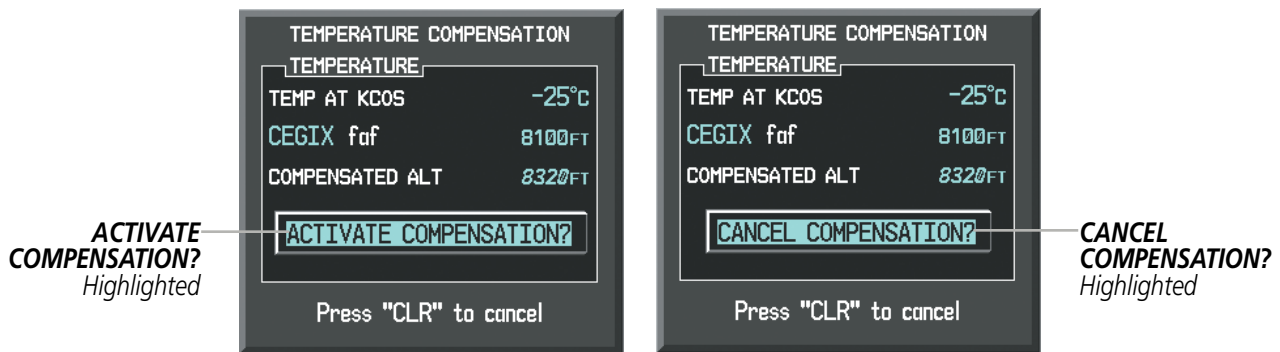 TEMPERATURE COMPENSATION
TEMPERATURE
TEMP AT KCOS -25°C
CEGIX faf 8100FT
COMPENSATED ALT 8320FT
ACTIVATE COMPENSATION?
Press "CLR" to cancel
ACTIVATE
COMPENSATION?
Highlighted
TEMPERATURE COMPENSATION
TEMPERATURE
TEMP AT KCOS -25°C
CEGIX faf 8100FT
COMPENSATED ALT 8320FT
CANCEL COMPENSATION?
Press "CLR" to cancel
CANCEL
COMPENSATION?
Highlighted